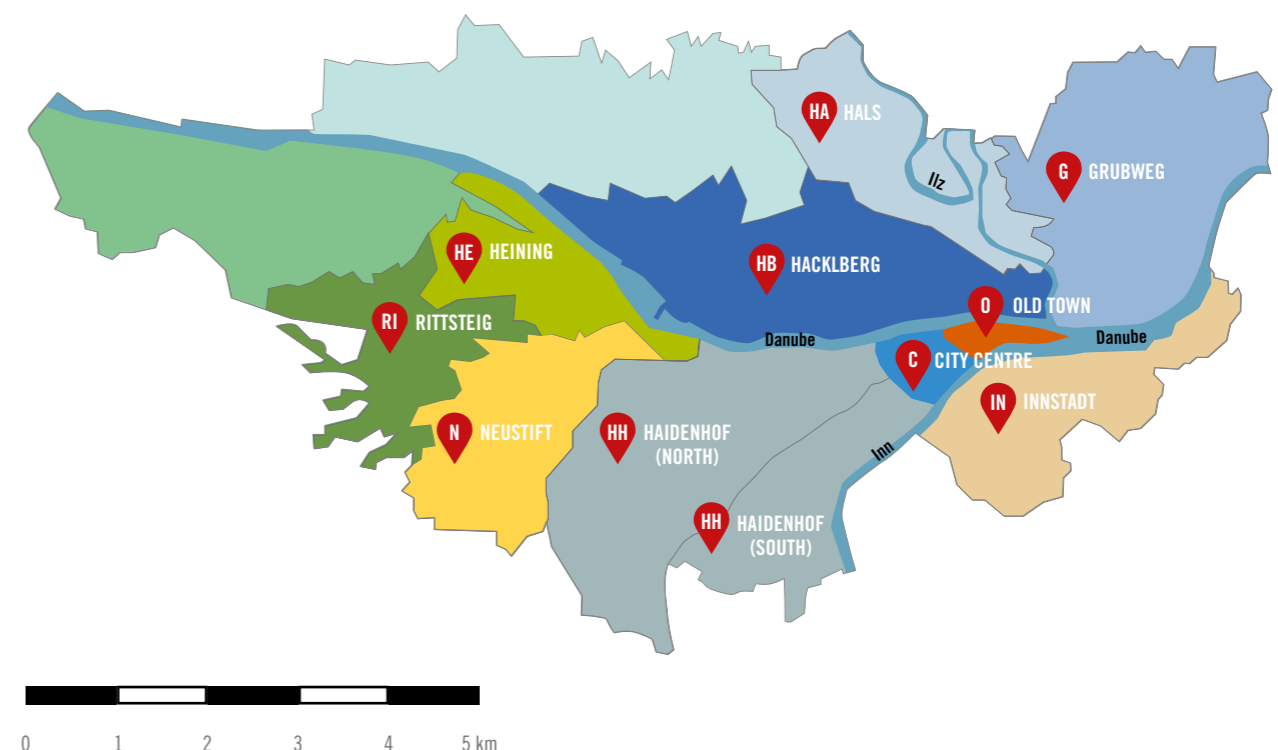 HA HALS
G GRUBWEG
Ilz
HE HEINING
HB HACKLBERG
O OLD TOWN
RI RITTSTEIG
Danube
Danube
C CITY CENTRE
IN INNSTADT
N NEUSTIFT
HH HAIDENHOF
(NORTH)
Inn
HH HAIDENHOF
(SOUTH)
0 1 2 3 4 5 km